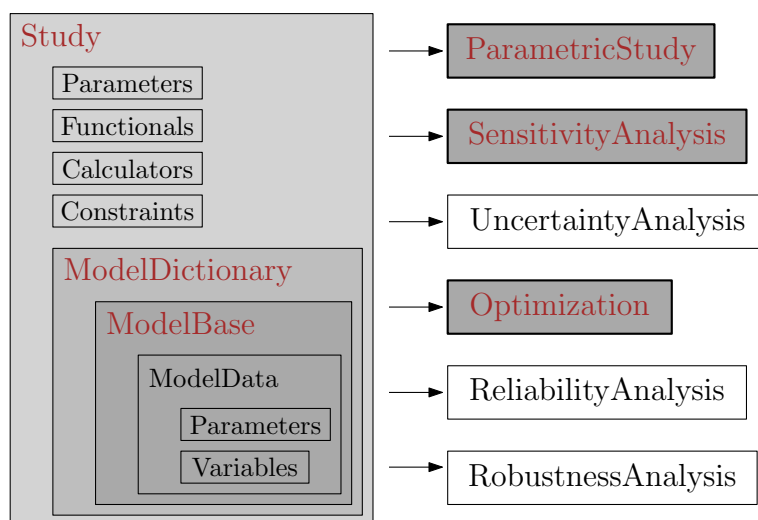 Study
Parameters
Functionals
Calculators
Constraints
ModelDictionary
ModelBase
ModelData
Parameters
Variables
ParametricStudy
SensitivityAnalysis
UncertaintyAnalysis
Optimization
ReliabilityAnalysis
RobustnessAnalysis